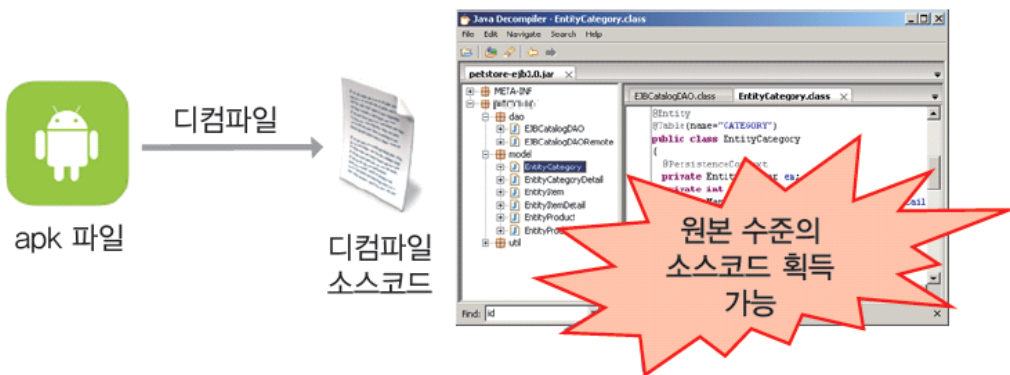 apk 파일
디컴파일
디컴파일
소스코드
Java Decompiler - EntityCategory.class
File Edit Navigate Search Help
petstore-ejb3.0.jar
META-INF
dao
EJBCatalogDAO
EJBCatalogDAORemote
model
EntityCategory
EntityCategoryDetail
EntityItem
EntityItemDetail
EntityProduct
util
Find: id
EJBCatalogDAO.class EntityCategory.class
@Entity
@Table(name="CATEGORY")
public class EntityCategory
{
@PersistenceContext
private
private int
원본 수준의
소스코드 획득
가능